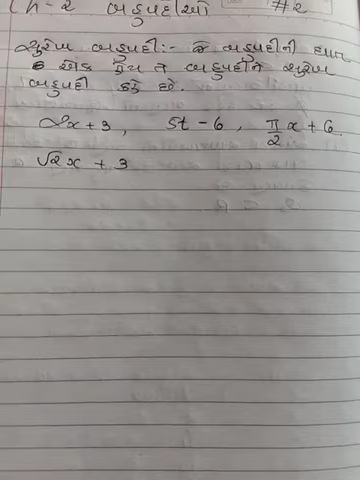 Ch-2 બહુપદીઓ #2
સુરેખ બહુપદી:- જે બહુપદીની ઘાત
એક હોય તે બહુપદીને સુરેખ
બહુપદી કહે છે.
2x + 3, 5t - 6, π/2 x + 6
√2x + 3